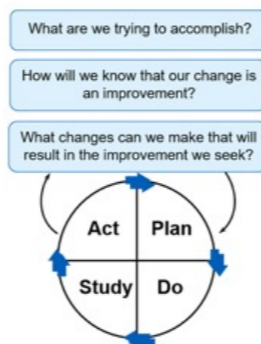 What are we trying to accomplish?
How will we know that our change is
an improvement?
What changes can we make that will
result in the improvement we seek?
Act
Plan
Study
Do